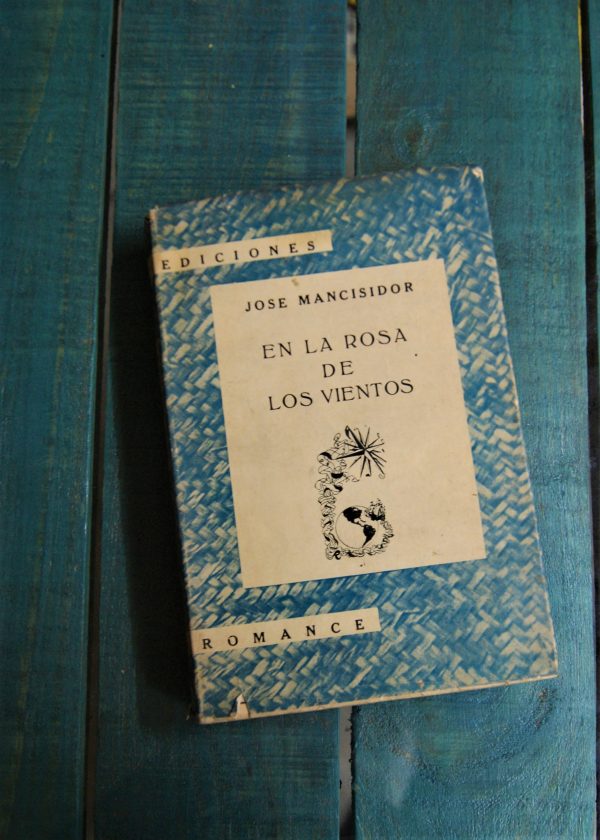 EDICIONES
JOSE MANCISIDOR
EN LA ROSA
DE
LOS VIENTOS
ROMANCE